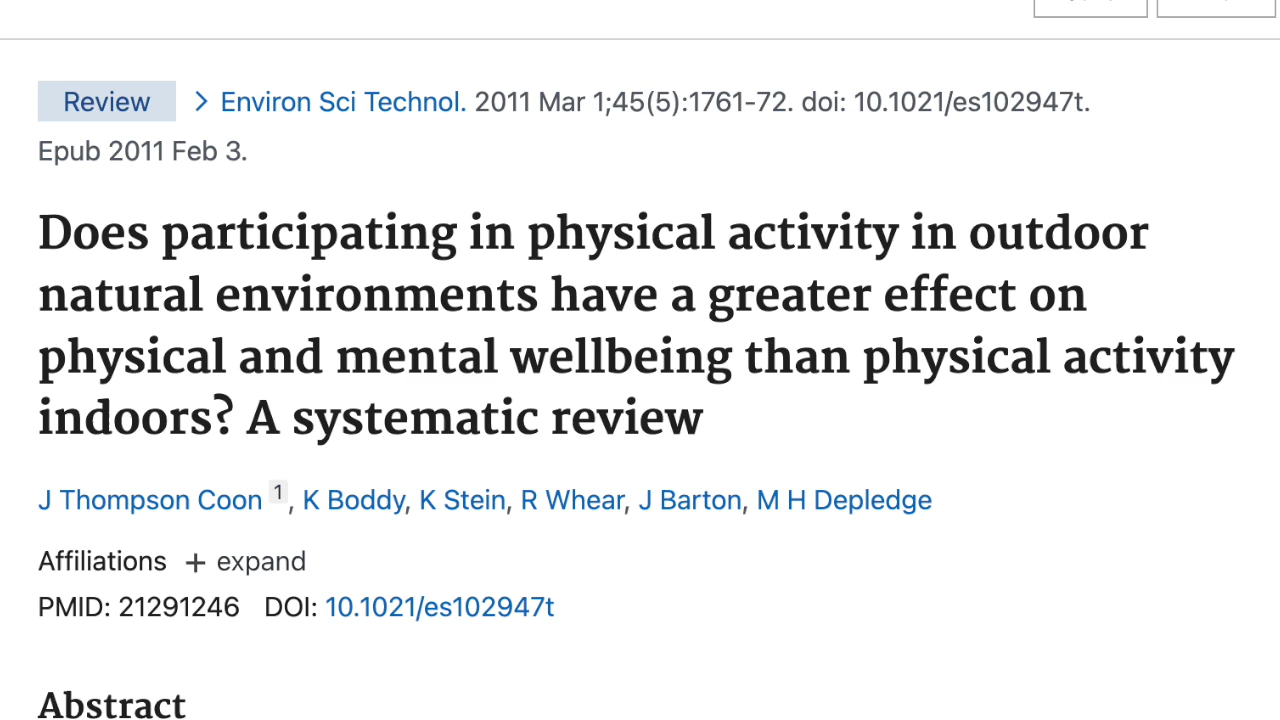 Review > Environ Sci Technol. 2011 Mar 1;45(5):1761-72. doi: 10.1021/es102947t.
Epub 2011 Feb 3.
Does participating in physical activity in outdoor
natural environments have a greater effect on
physical and mental wellbeing than physical activity
indoors? A systematic review
J Thompson Coon 1, K Boddy, K Stein, R Whear, J Barton, M H Depledge
Affiliations + expand
PMID: 21291246 DOI: 10.1021/es102947t
Abstract